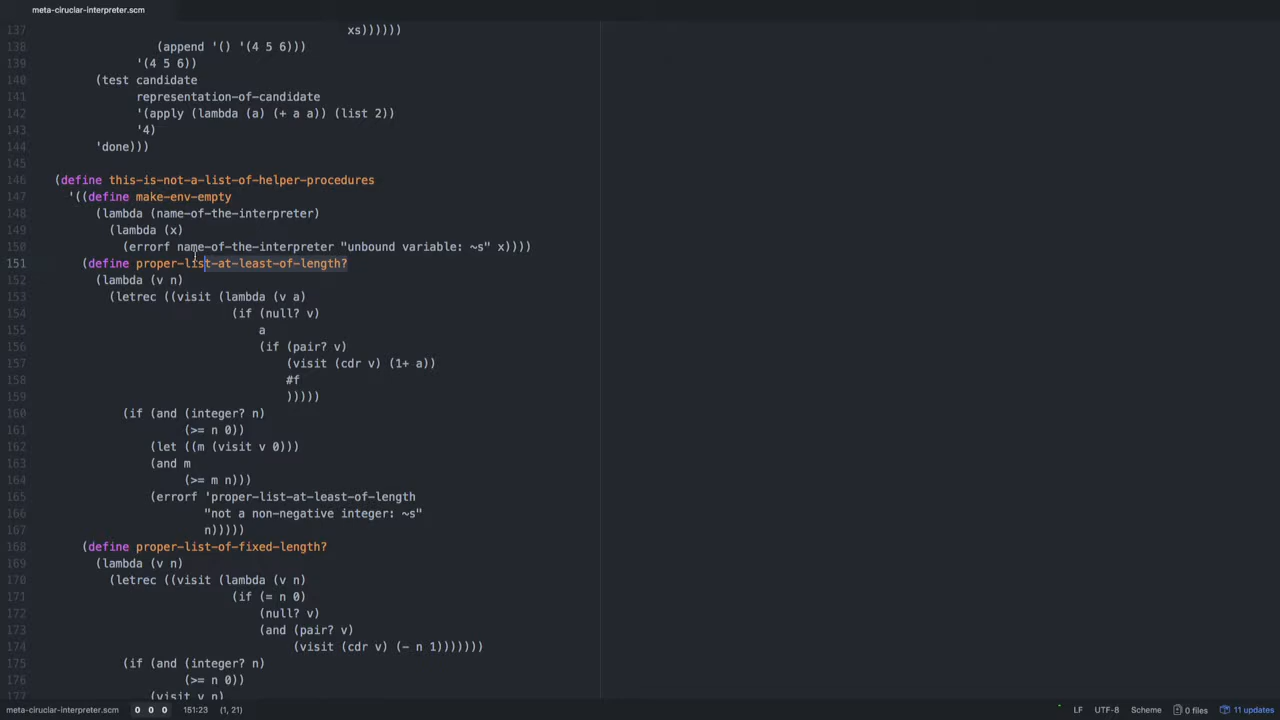 meta-ciruclar-interpreter.scm
137 xs))))))
138 (append '() '(4 5 6)))
139 '(4 5 6))
140 (test candidate
141 representation-of-candidate
142 '(apply (lambda (a) (+ a a)) (list 2))
143 '4)
144 'done)))
145
146 (define this-is-not-a-list-of-helper-procedures
147 '((define make-env-empty
148 (lambda (name-of-the-interpreter)
149 (lambda (x)
150 (errorf name-of-the-interpreter "unbound variable: ~s" x))))
151 (define proper-list-at-least-of-length?
152 (lambda (v n)
153 (letrec ((visit (lambda (v a)
154 (if (null? v)
155 a
156 (if (pair? v)
157 (visit (cdr v) (1+ a))
158 #f
159 )))))
160 (if (and (integer? n)
161 (>= n 0))
162 (let ((m (visit v 0)))
163 (and m
164 (>= m n)))
165 (errorf 'proper-list-at-least-of-length
166 "not a non-negative integer: ~s"
167 n)))))
168 (define proper-list-of-fixed-length?
169 (lambda (v n)
170 (letrec ((visit (lambda (v n)
171 (if (= n 0)
172 (null? v)
173 (and (pair? v)
174 (visit (cdr v) (- n 1)))))))
175 (if (and (integer? n)
176 (>= n 0))
177 (visit v n)
meta-ciruclar-interpreter.scm 0 0 0 151:23 (1, 21) LF UTF-8 Scheme 0 files 11 updates